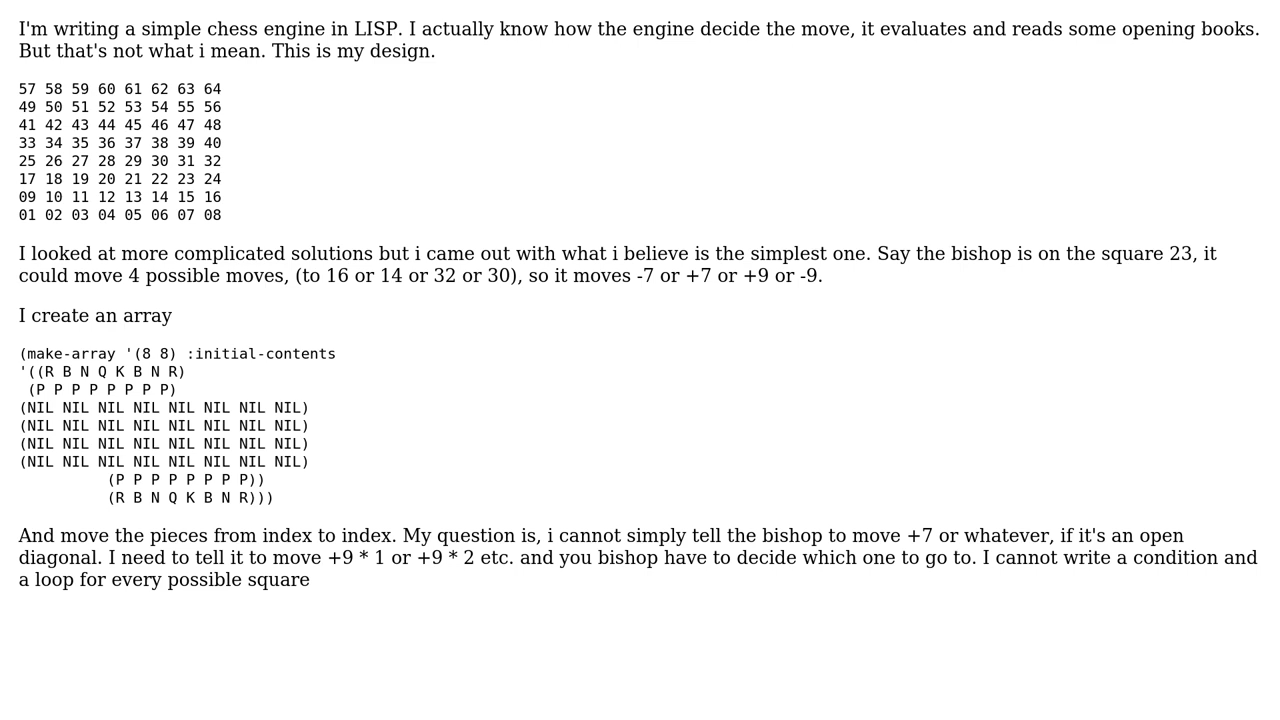 I'm writing a simple chess engine in LISP. I actually know how the engine decide the move, it evaluates and reads some opening books.
But that's not what i mean. This is my design.
57 58 59 60 61 62 63 64
49 50 51 52 53 54 55 56
41 42 43 44 45 46 47 48
33 34 35 36 37 38 39 40
25 26 27 28 29 30 31 32
17 18 19 20 21 22 23 24
09 10 11 12 13 14 15 16
01 02 03 04 05 06 07 08
I looked at more complicated solutions but i came out with what i believe is the simplest one. Say the bishop is on the square 23, it
could move 4 possible moves, (to 16 or 14 or 32 or 30), so it moves -7 or +7 or +9 or -9.
I create an array
(make-array '(8 8) :initial-contents
'((R B N Q K B N R)
(P P P P P P P P)
(NIL NIL NIL NIL NIL NIL NIL NIL)
(NIL NIL NIL NIL NIL NIL NIL NIL)
(NIL NIL NIL NIL NIL NIL NIL NIL)
(NIL NIL NIL NIL NIL NIL NIL NIL)
(P P P P P P P P))
(R B N Q K B N R)))
And move the pieces from index to index. My question is, i cannot simply tell the bishop to move +7 or whatever, if it's an open
diagonal. I need to tell it to move +9 * 1 or +9 * 2 etc. and you bishop have to decide which one to go to. I cannot write a condition and
a loop for every possible square